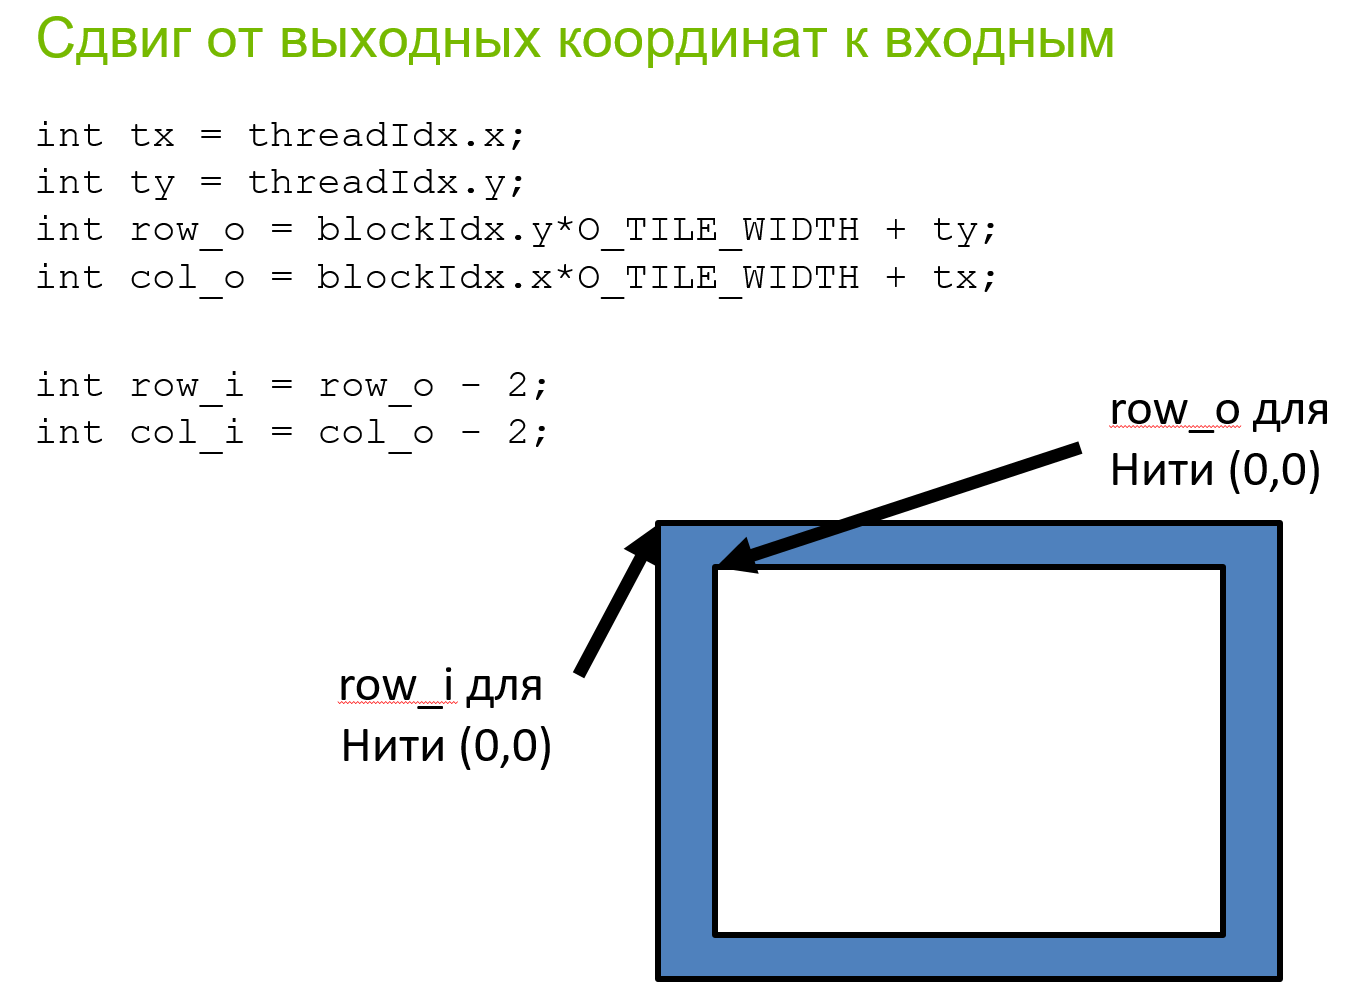 Сдвиг от выходных координат к входным
int tx = threadIdx.x;
int ty = threadIdx.y;
int row_o = blockIdx.y*O_TILE_WIDTH + ty;
int col_o = blockIdx.x*O_TILE_WIDTH + tx;
int row_i = row_o - 2;
int col_i = col_o - 2;
row_o для
Нити (0,0)
row_i для
Нити (0,0)